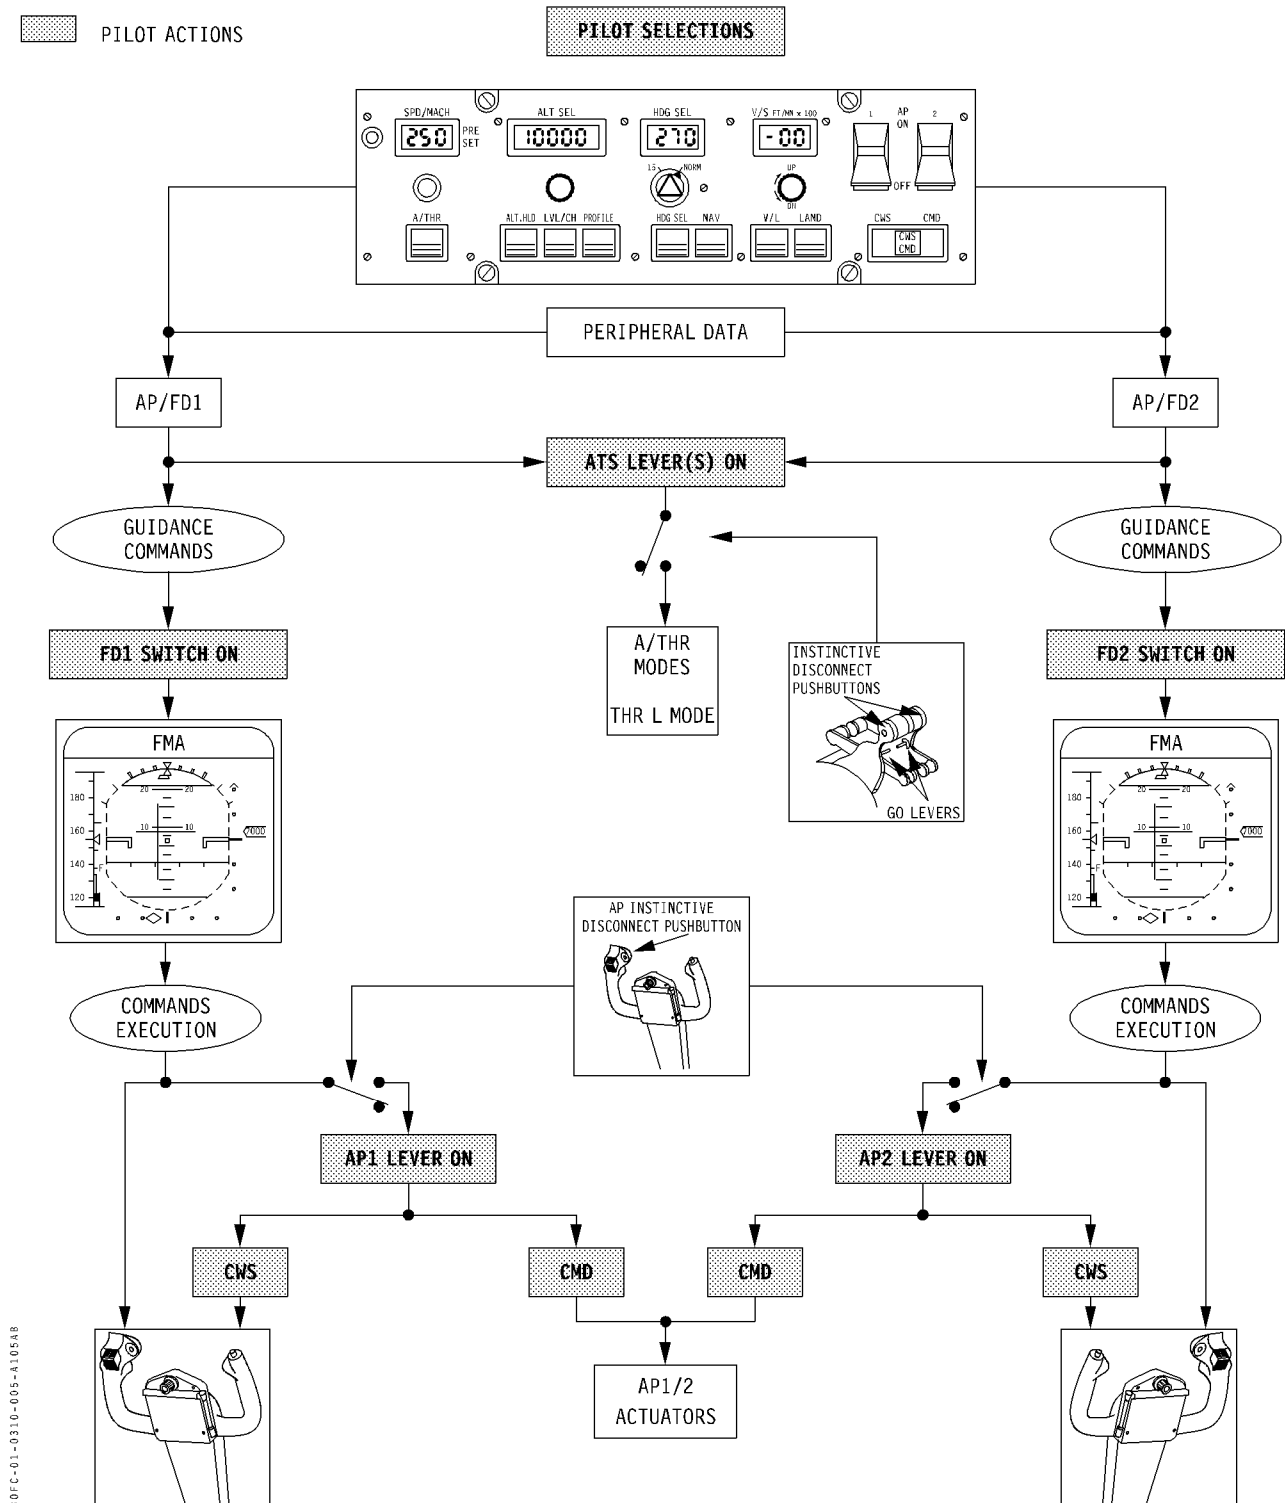 PILOT ACTIONS
PILOT SELECTIONS
SPD/MACH
ALT SEL
HDG SEL
V/S FT/MN x 100
1
AP
ON
2
250
PRE
SET
10000
270
-00
15
NORM
UP
DN
OFF
A/THR
ALT.HLD
LVL/CH
PROFILE
HDG SEL
NAV
V/L
LAND
CWS
CMD
CWS
CMD
PERIPHERAL DATA
AP/FD1
AP/FD2
ATS LEVER(S) ON
GUIDANCE
COMMANDS
GUIDANCE
COMMANDS
FD1 SWITCH ON
A/THR
MODES
THR L MODE
INSTINCTIVE
DISCONNECT
PUSHBUTTONS
GO LEVERS
FD2 SWITCH ON
FMA
180
160
140
120
F
20
20
10
10
7000
FMA
180
160
140
120
F
20
20
10
10
7000
AP INSTINCTIVE
DISCONNECT PUSHBUTTON
COMMANDS
EXECUTION
COMMANDS
EXECUTION
AP1 LEVER ON
AP2 LEVER ON
CWS
CMD
CMD
CWS
AP1/2
ACTUATORS
0FC-01-0310-005-A105AB